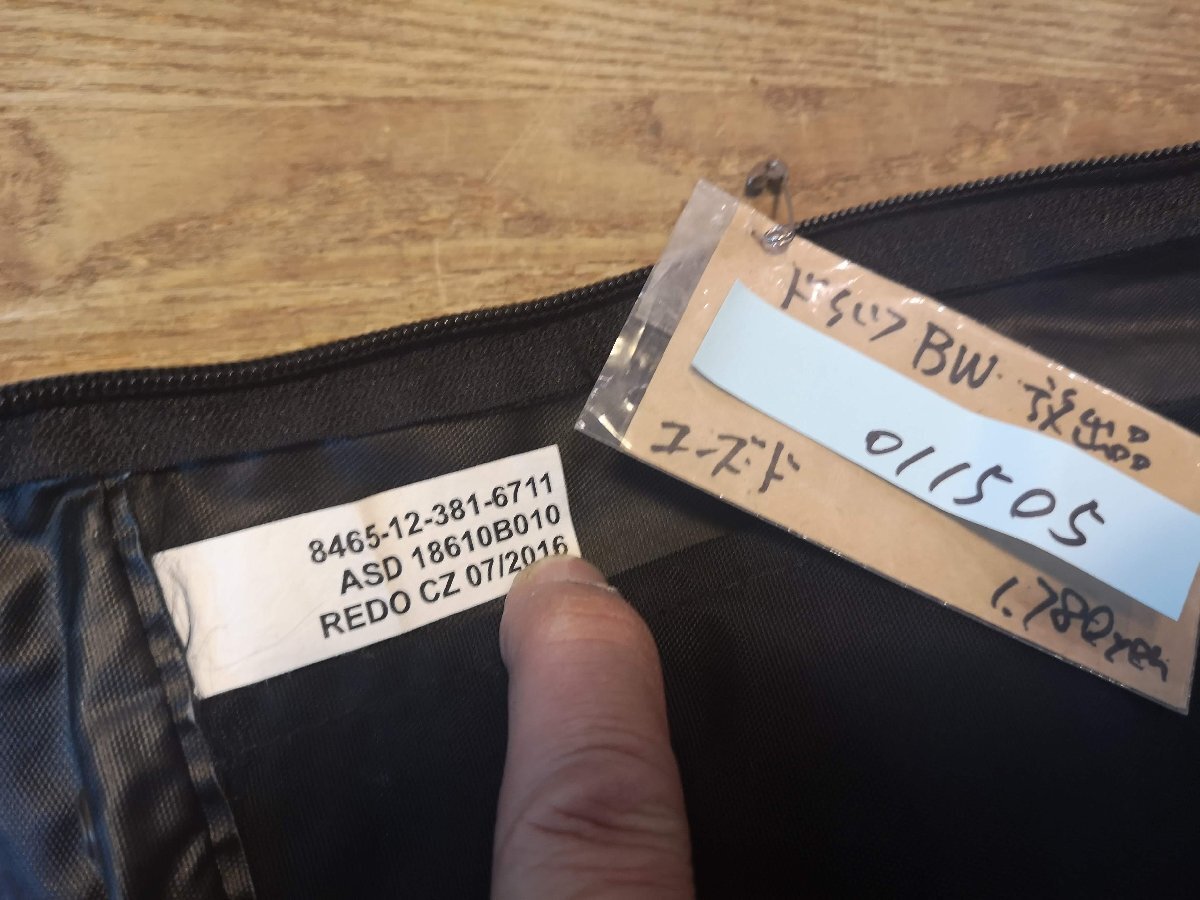 8465-12-381-6711
ASD 18610B010
REDO CZ 07/2016
ドイツBW 放出品
011505
ユーズド
1.780yen